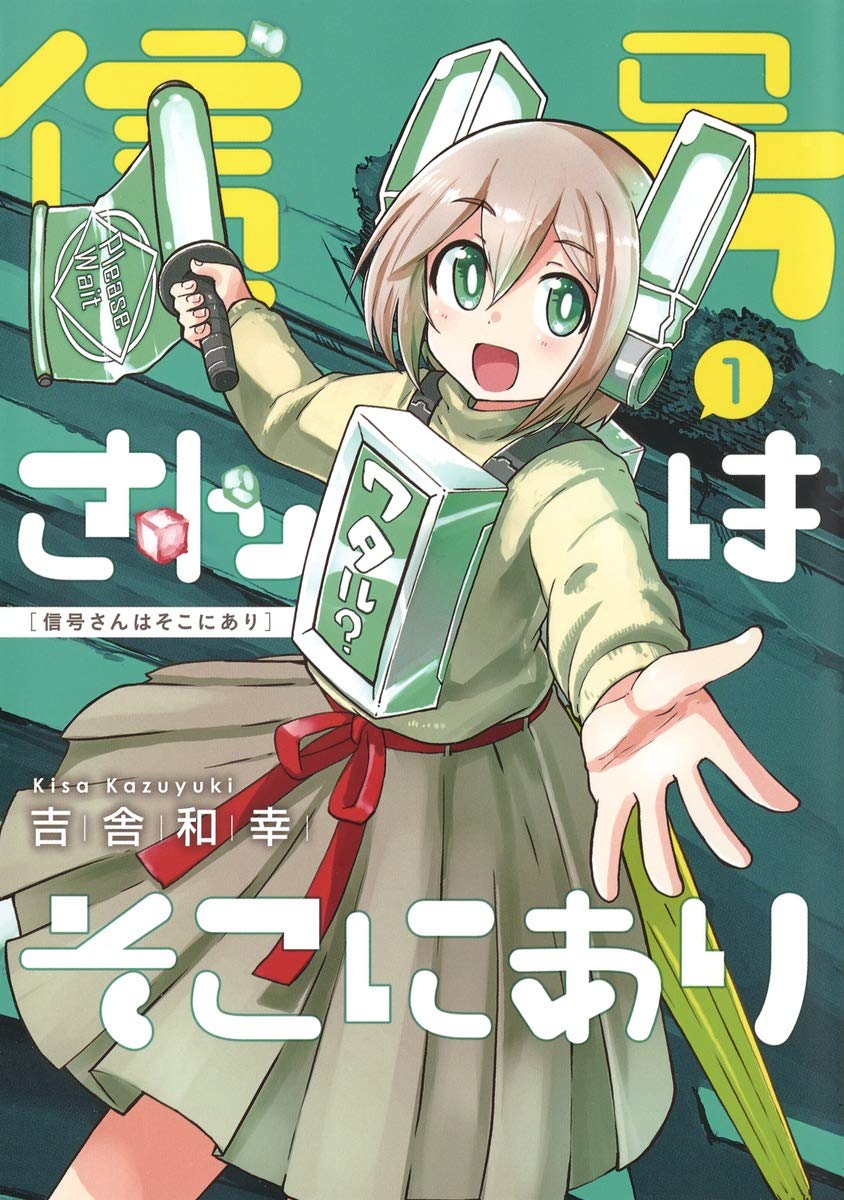 信号
さんは
そこにあり
1
[信号さんはそこにあり]
Kisa Kazuyuki
吉|舎|和|幸|
Please
Wait
ワタル?